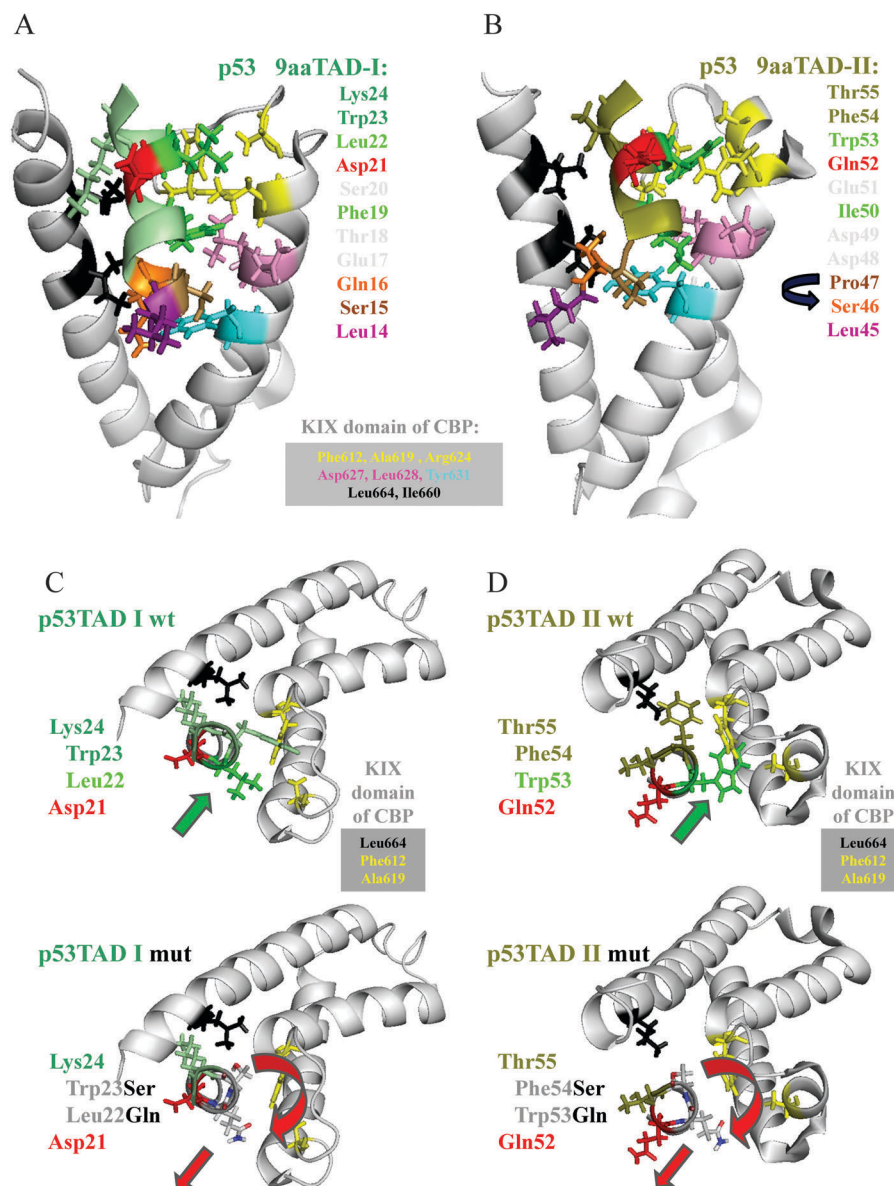 A
p53 9aaTAD-I:
Lys24
Trp23
Leu22
Asp21
Ser20
Phe19
Thr18
Glu17
Gln16
Ser15
Leu14
B
p53 9aaTAD-II:
Thr55
Phe54
Trp53
Gln52
Glu51
Ile50
Asp49
Asp48
Pro47
Ser46
Leu45
KIX domain of CBP:
Phe612, Ala619 , Arg624
Asp627, Leu628, Tyr631
Leu664, Ile660
C
p53TAD I wt
Lys24
Trp23
Leu22
Asp21
KIX
domain
of CBP
Leu664
Phe612
Ala619
D
p53TAD II wt
Thr55
Phe54
Trp53
Gln52
KIX
domain
of CBP
Leu664
Phe612
Ala619
p53TAD I mut
Lys24
Trp23Ser
Leu22Gln
Asp21
p53TAD II mut
Thr55
Phe54Ser
Trp53Gln
Gln52